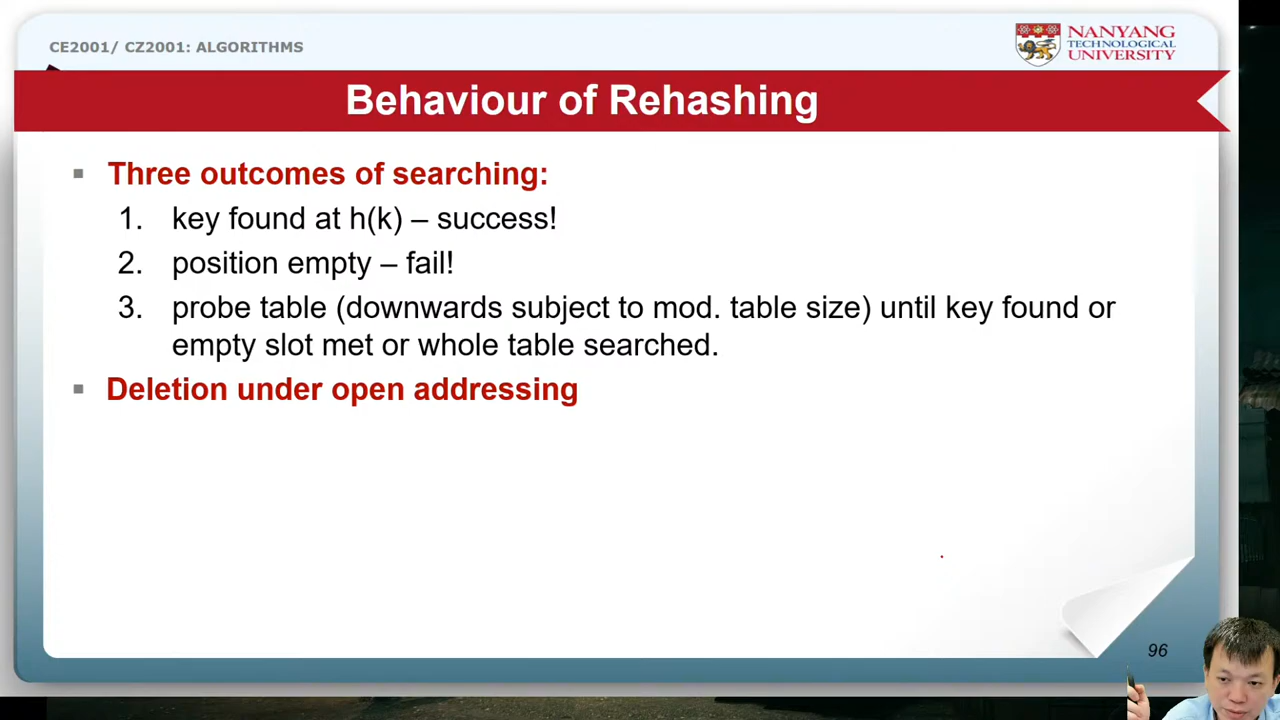 CE2001/ CZ2001: ALGORITHMS
NANYANG
TECHNOLOGICAL
UNIVERSITY
Behaviour of Rehashing
▪ Three outcomes of searching:
1. key found at h(k) – success!
2. position empty – fail!
3. probe table (downwards subject to mod. table size) until key found or
empty slot met or whole table searched.
▪ Deletion under open addressing
96